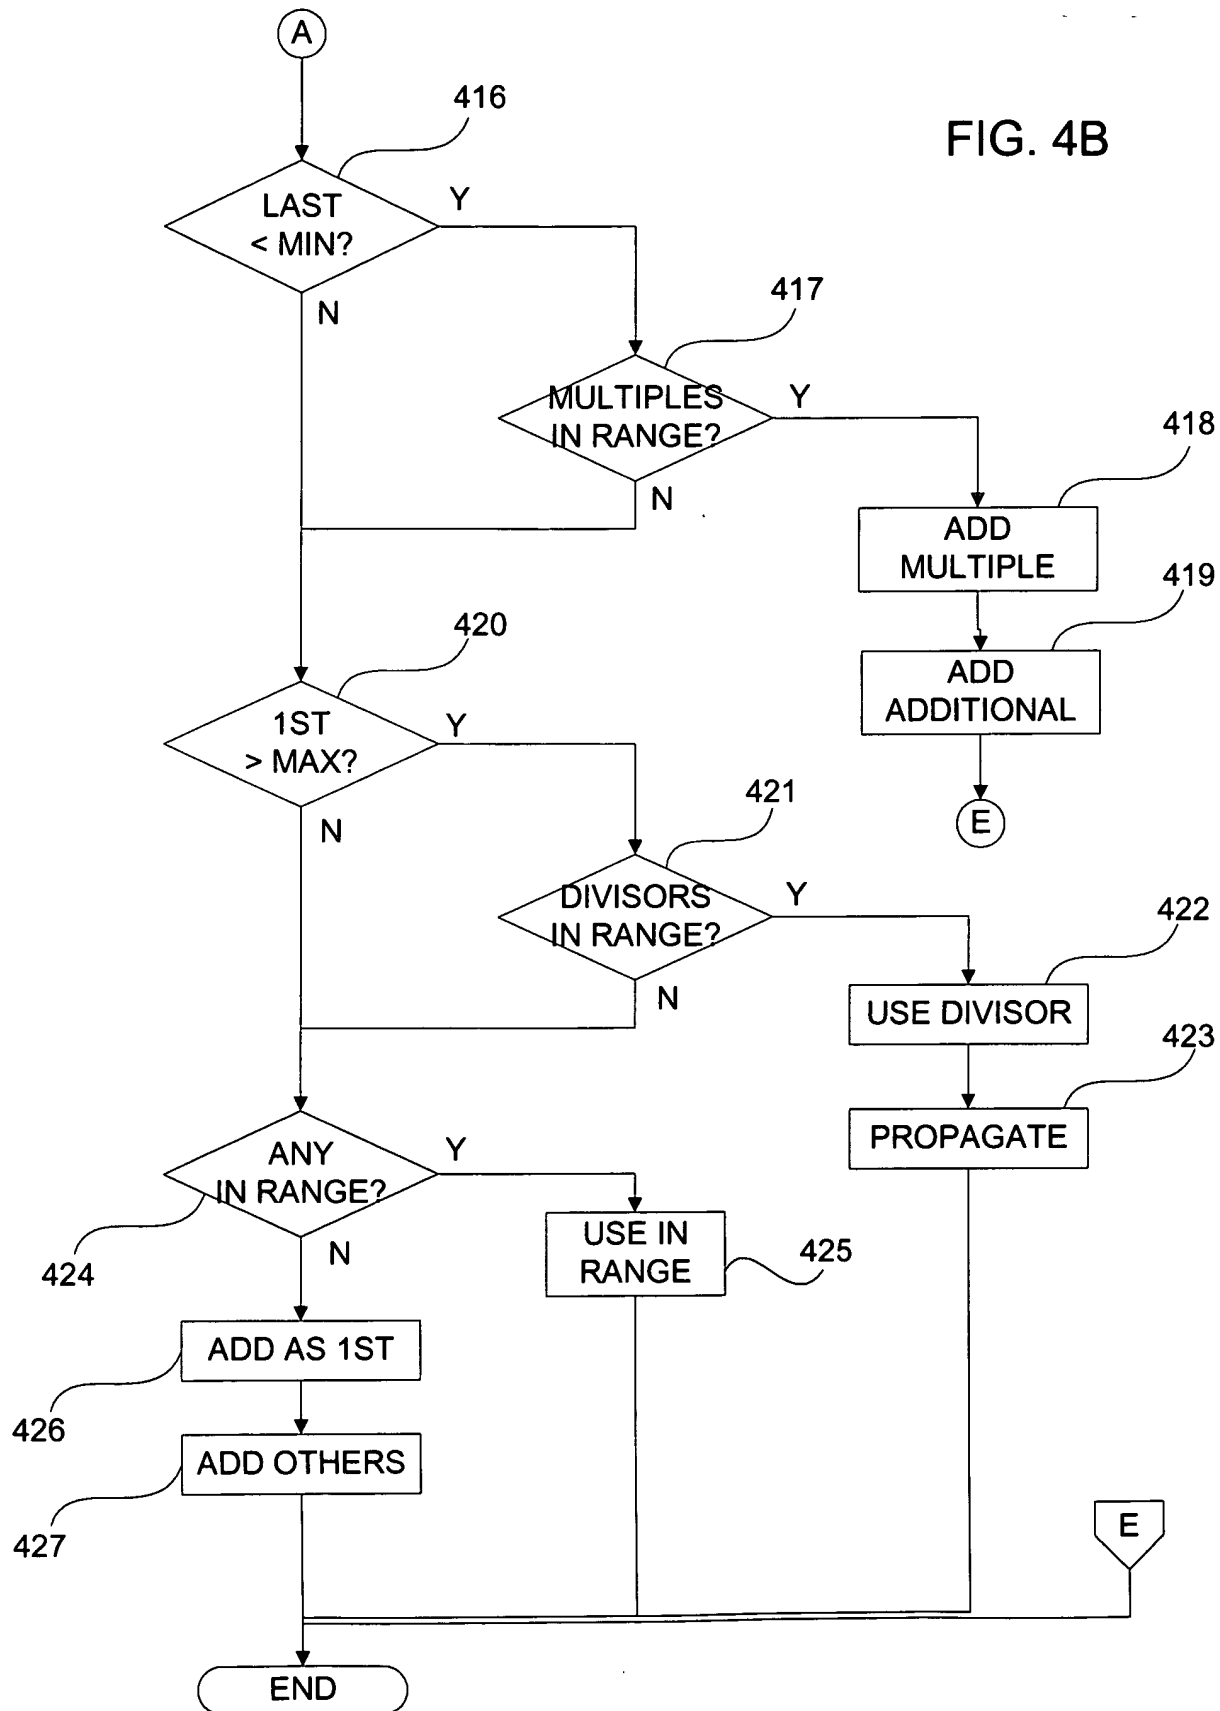 A
416
FIG. 4B
LAST
< MIN?
Y
N
417
MULTIPLES
IN RANGE?
Y
N
418
ADD
MULTIPLE
419
ADD
ADDITIONAL
E
420
1ST
> MAX?
Y
N
421
DIVISORS
IN RANGE?
Y
N
422
USE DIVISOR
423
PROPAGATE
ANY
IN RANGE?
Y
N
424
USE IN
RANGE
425
ADD AS 1ST
426
ADD OTHERS
427
E
END